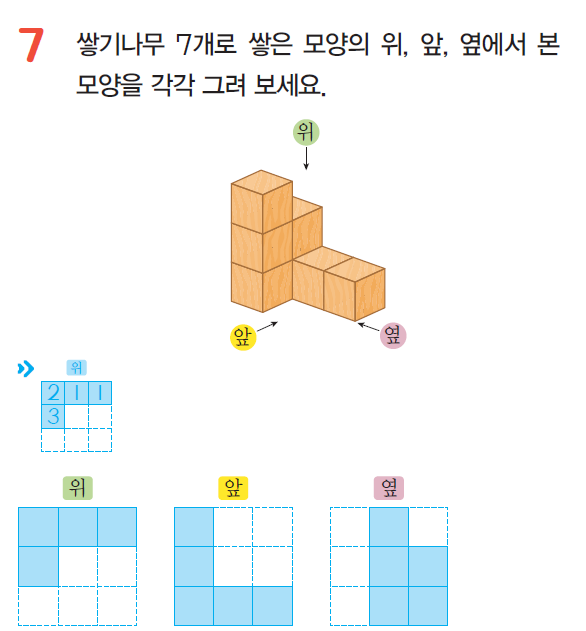 7 쌓기나무 7개로 쌓은 모양의 위, 앞, 옆에서 본
모양을 각각 그려 보세요.
위
앞
옆
위
2 1 1
3
위 앞 옆